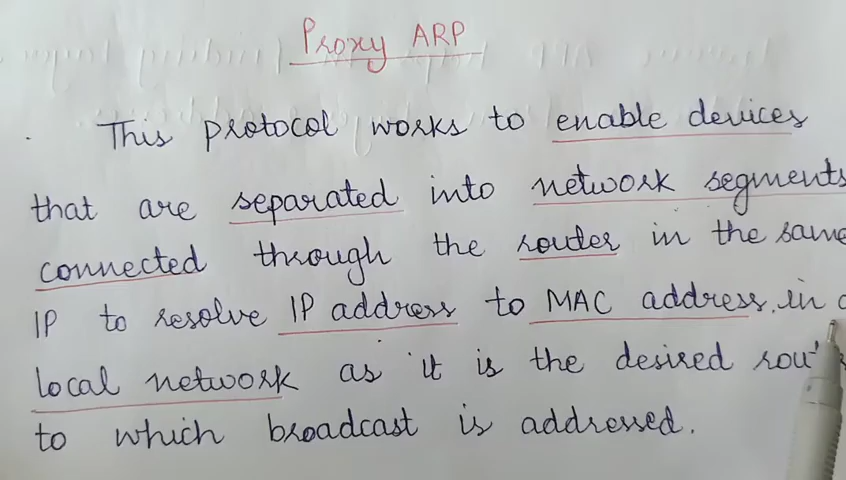 Proxy ARP
This protocol works to enable devices
that are separated into network segments
connected through the router in the same
IP to resolve IP address to MAC address, in
local network as it is the desired
to which broadcast is addressed.